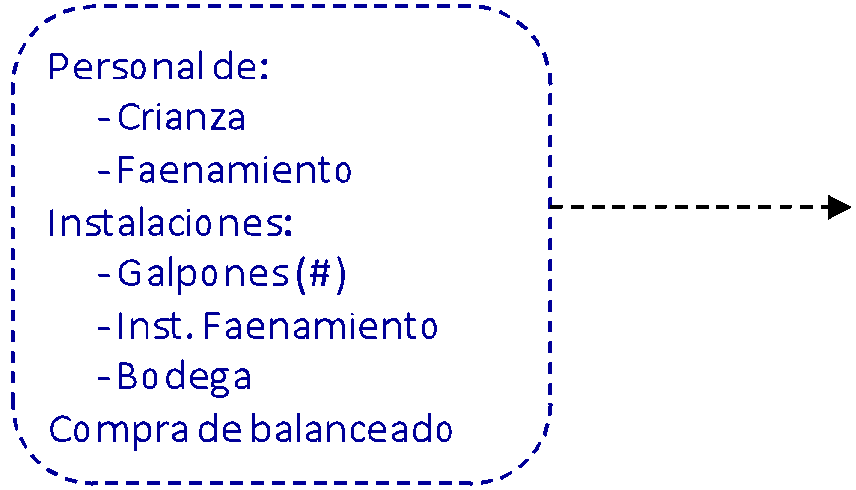 Personal de:
- Crianza
- Faenamiento
Instalaciones:
- Galpones (#)
- Inst. Faenamiento
- Bodega
Compra de balanceado